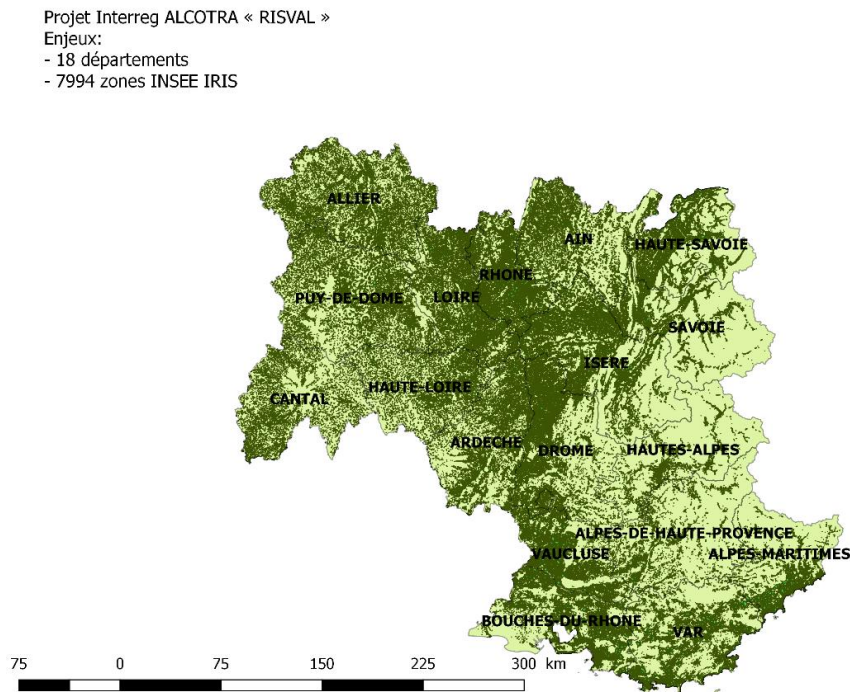 Projet Interreg ALCOTRA « RISVAL »
Enjeux:
- 18 départements
- 7994 zones INSEE IRIS
ALLIER
AIN
HAUTE-SAVOIE
RHONE
PUY-DE-DOME
LOIRE
SAVOIE
ISERE
HAUTE-LOIRE
CANTAL
ARDECHE
DROME
HAUTES-ALPES
ALPES-DE-HAUTE-PROVENCE
VAUCLUSE
ALPES-MARITIMES
BOUCHES-DU-RHONE
VAR
75 0 75 150 225 300 km